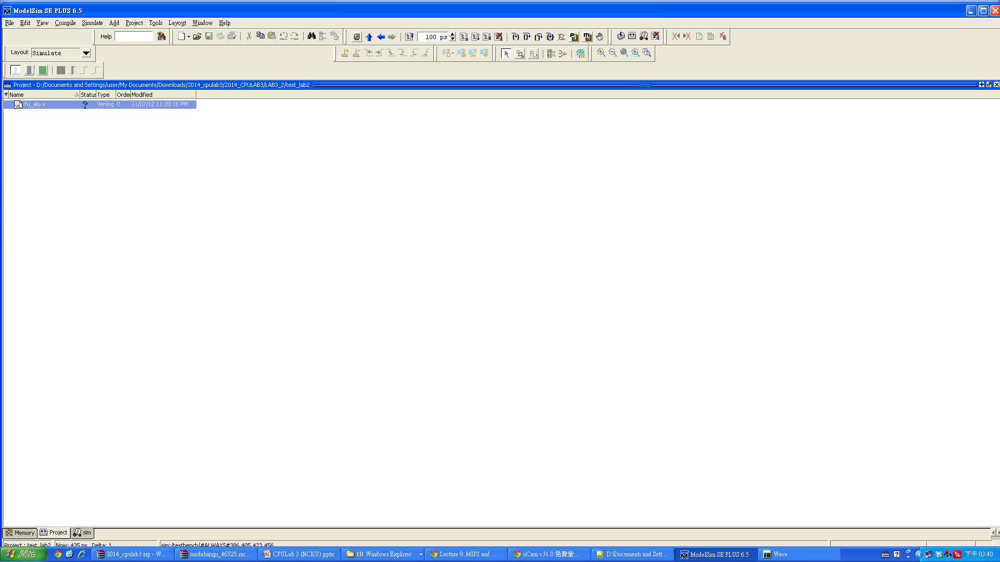 ModelSim SE PLUS 6.5
File Edit View Compile Simulate Add Project Tools Layout Window Help
Help 100 ps
Layout Simulate
Project - D:/Documents and Settings/user/My Documents/Downloads/2014_cpulab3/2014_CPULAB3/LAB3_2/test_lab2
Name Status Type Order Modified
fu_alu.v ? Verilog 0 11/07/12 11:20:16 PM
Memory Project sim
Project : test_lab2 Now: 435 ps Delta: 1 sim:/testbench/#ALWAYS#386,405,423,456
開始 2014_cpulab3.zip - W... modelsimpj_46525.rar... CPULab 3 (NCKU).pptx 10 Windows Explorer Lecture 9: MIPS and ... oCam v31.0 免費螢... D:\Documents and Sett... ModelSim SE PLUS 6.5 Wave 下午 03:40